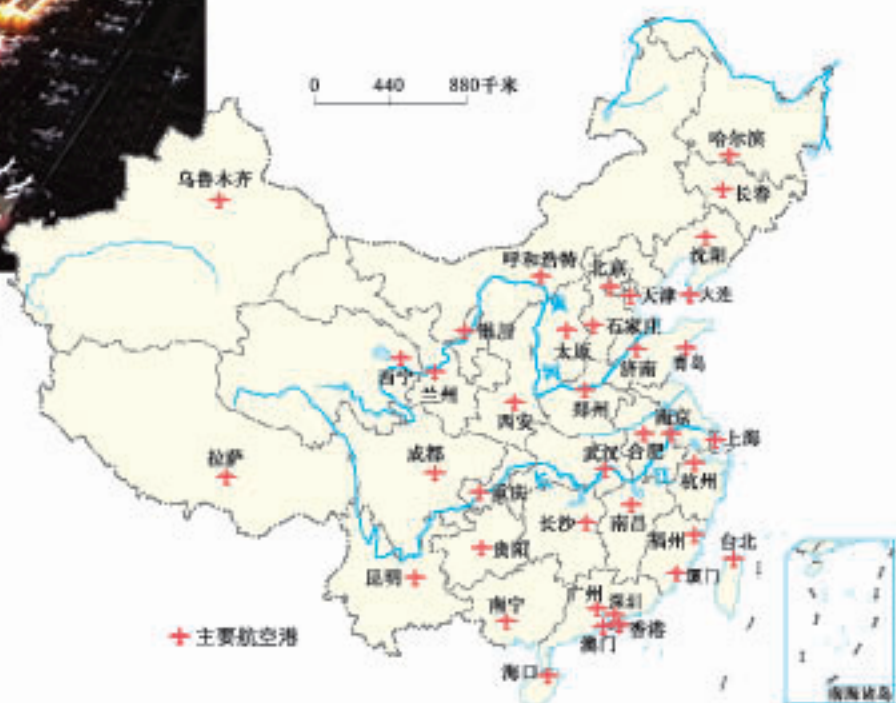 0 440 880千米
哈尔滨
长春
乌鲁木齐
沈阳
呼和浩特
北京
天津
大连
银川
石家庄
太原
济南
青岛
西宁
兰州
郑州
西安
南京
上海
拉萨
成都
武汉
合肥
杭州
重庆
长江
长沙
南昌
福州
台北
贵阳
厦门
昆明
广州
深圳
南宁
香港
澳门
主要航空港
海口
南海诸岛